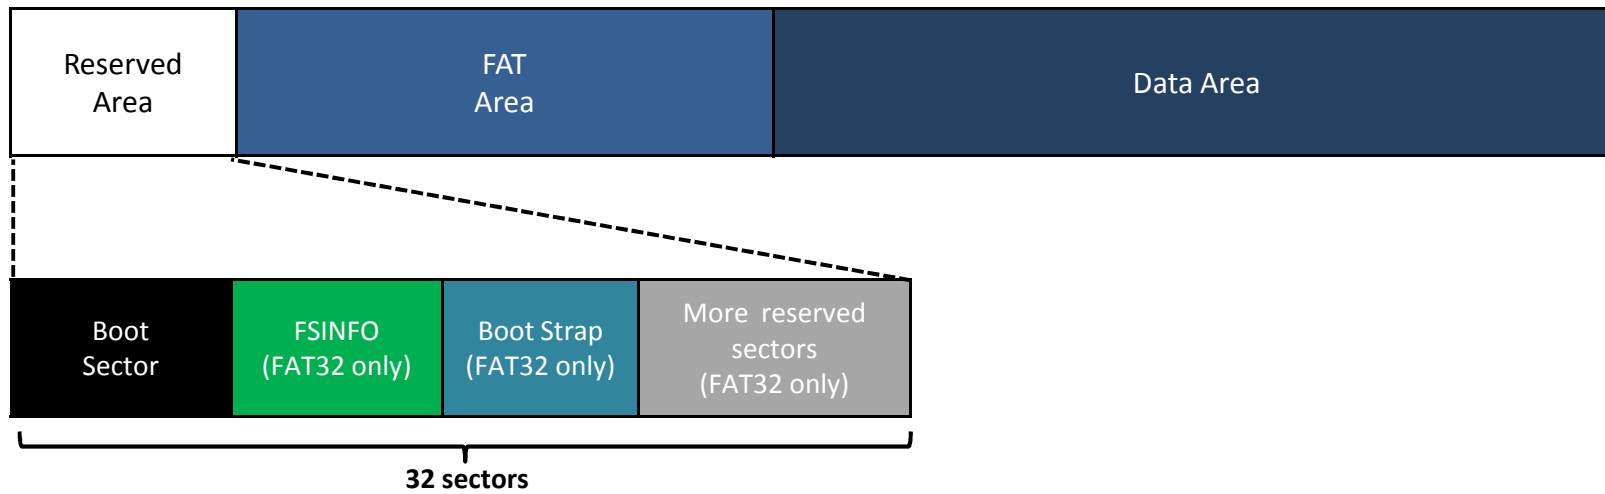 Reserved
Area
FAT
Area
Data Area
Boot
Sector
FSINFO
(FAT32 only)
Boot Strap
(FAT32 only)
More reserved
sectors
(FAT32 only)
32 sectors